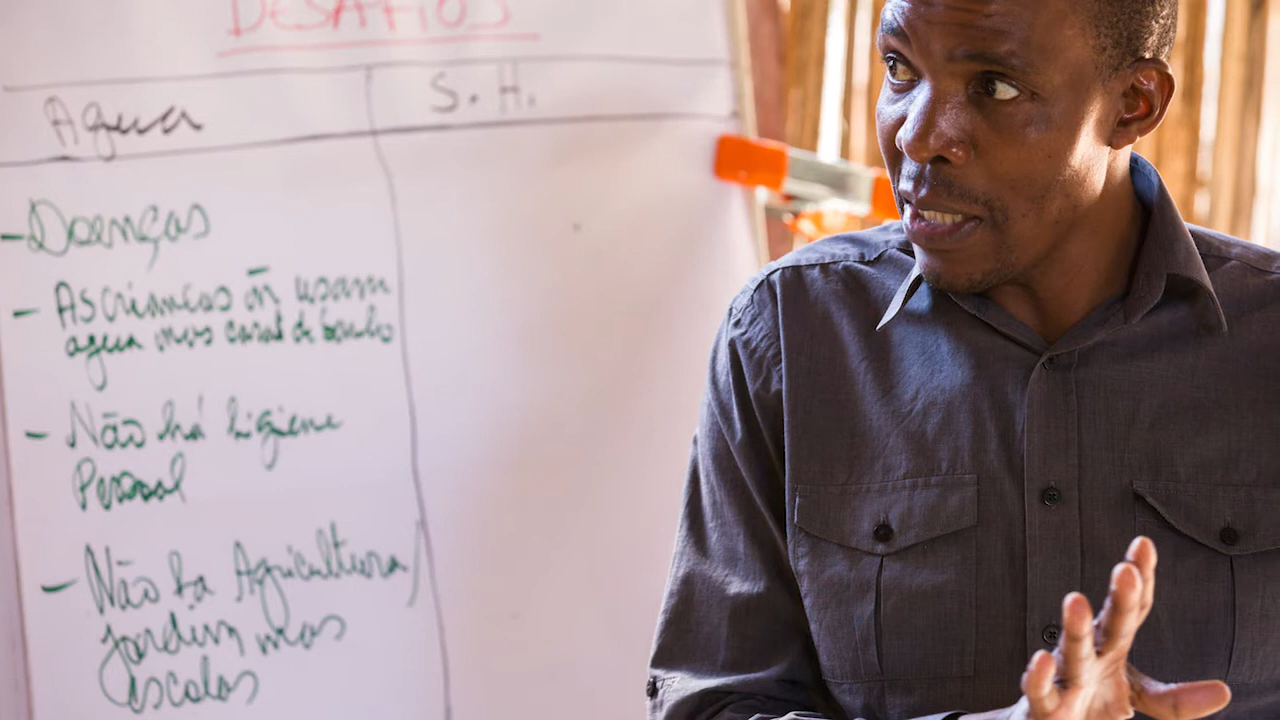 DESAFIOS
Agua S. H.
- Doenças
- As crianças ñ usam
agua nas casas de banho
- Não há higiene
Pessoal
- Não ha Agricultura/
Jardim nas
escolas